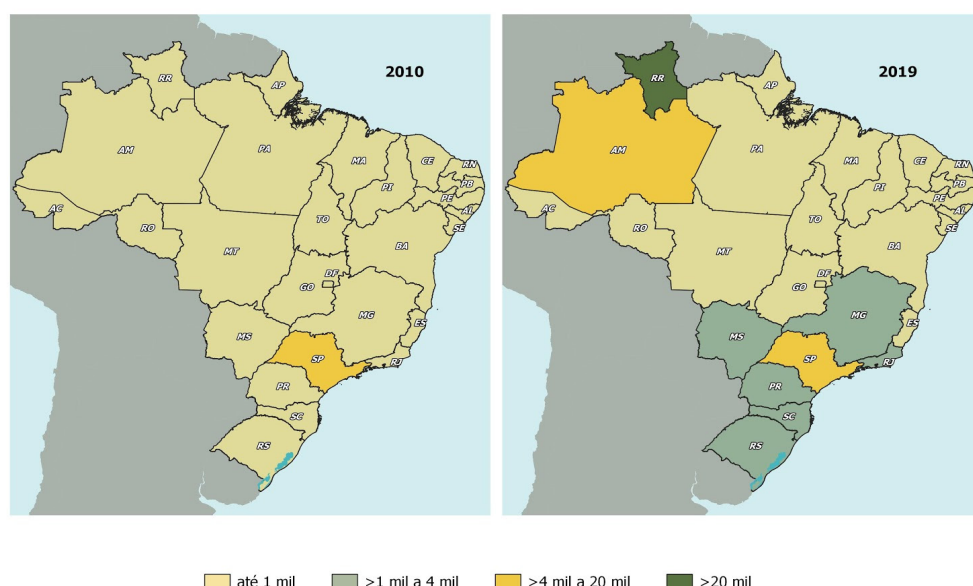 2010
RR
AP
AM
PA
MA
CE
RN
PB
PI
PE
AL
SE
AC
RO
TO
BA
MT
DF
GO
MG
ES
MS
SP
RJ
PR
SC
RS
2019
RR
AP
AM
PA
MA
CE
RN
PB
PI
PE
AL
SE
AC
RO
TO
BA
MT
DF
GO
MG
ES
MS
SP
RJ
PR
SC
RS
até 1 mil >1 mil a 4 mil >4 mil a 20 mil >20 mil